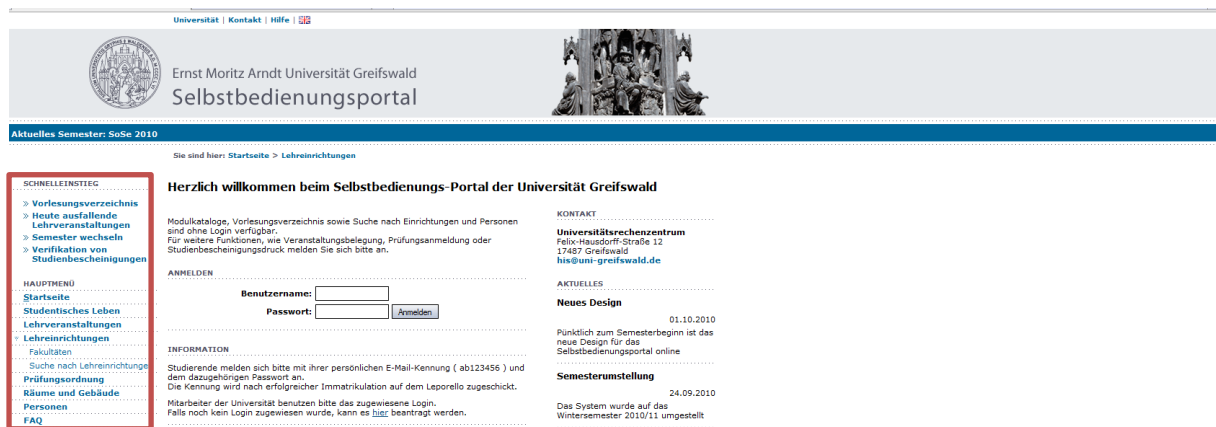 Universität | Kontakt | Hilfe |
Ernst Moritz Arndt Universität Greifswald
Selbstbedienungsportal
Aktuelles Semester: SoSe 2010
Sie sind hier: Startseite > Lehreinrichtungen
SCHNELLEINSTIEG
» Vorlesungsverzeichnis
» Heute ausfallende
Lehrveranstaltungen
» Semester wechseln
» Verifikation von
Studienbescheinigungen
HAUPTMENÜ
Startseite
Studentisches Leben
Lehrveranstaltungen
Lehreinrichtungen
Fakultäten
Suche nach Lehreinrichtunge
Prüfungsordnung
Räume und Gebäude
Personen
FAQ
Herzlich willkommen beim Selbstbedienungs-Portal der Universität Greifswald
Modulkataloge, Vorlesungsverzeichnis sowie Suche nach Einrichtungen und Personen
sind ohne Login verfügbar.
Für weitere Funktionen, wie Veranstaltungsbelegung, Prüfungsanmeldung oder
Studienbescheinigungsdruck melden Sie sich bitte an.
ANMELDEN
Benutzername:
Passwort: Anmelden
INFORMATION
Studierende melden sich bitte mit ihrer persönlichen E-Mail-Kennung ( ab123456 ) und
dem dazugehörigen Passwort an.
Die Kennung wird nach erfolgreicher Immatrikulation auf dem Leporello zugeschickt.
Mitarbeiter der Universität benutzen bitte das zugewiesene Login.
Falls noch kein Login zugewiesen wurde, kann es hier beantragt werden.
KONTAKT
Universitätsrechenzentrum
Felix-Hausdorff-Straße 12
17487 Greifswald
his@uni-greifswald.de
AKTUELLES
Neues Design
01.10.2010
Pünktlich zum Semesterbeginn ist das
neue Design für das
Selbstbedienungsportal online
Semesterumstellung
24.09.2010
Das System wurde auf das
Wintersemester 2010/11 umgestellt